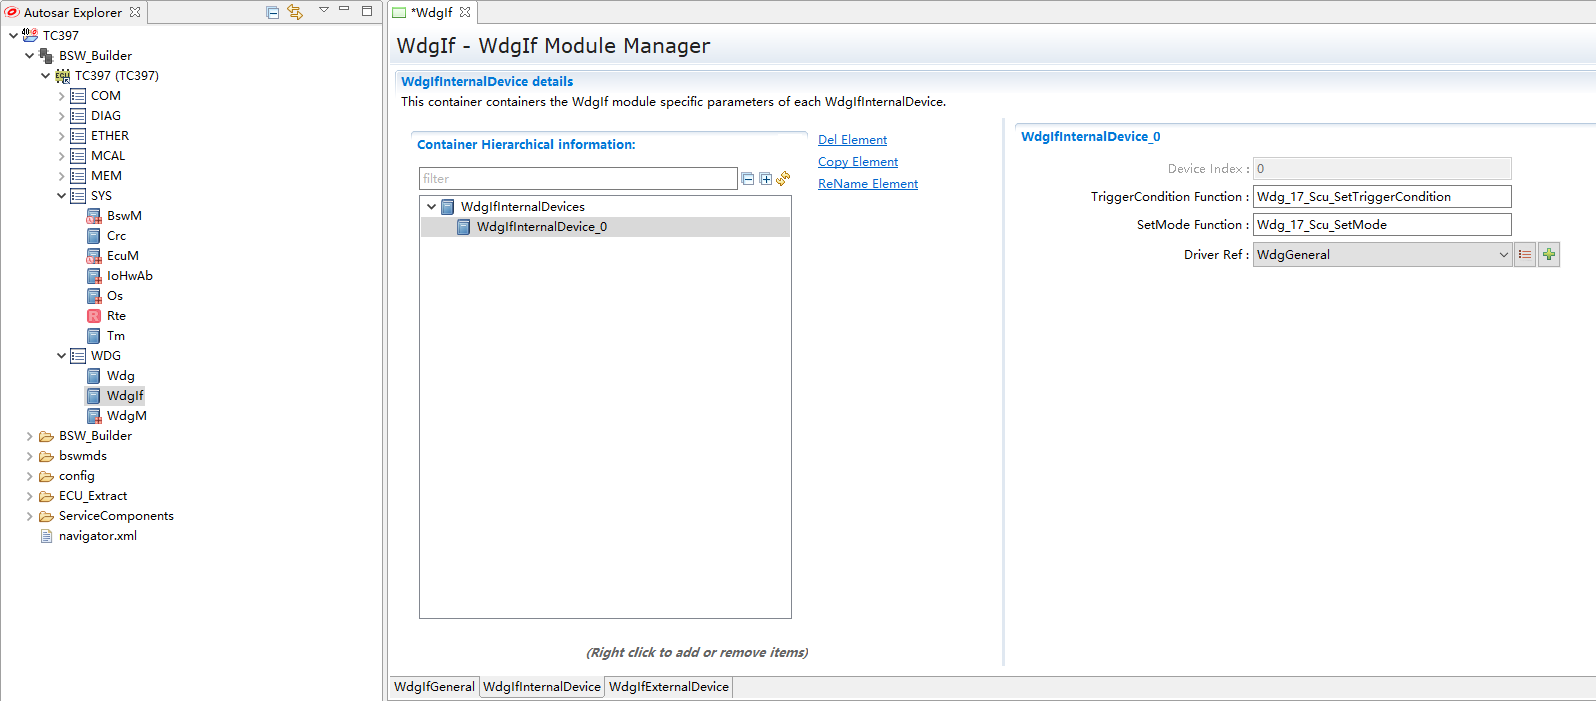 Autosar Explorer
TC397
BSW_Builder
TC397 (TC397)
COM
DIAG
ETHER
MCAL
MEM
SYS
BswM
Crc
EcuM
IoHwAb
Os
Rte
Tm
WDG
Wdg
WdgIf
WdgM
BSW_Builder
bswmds
config
ECU_Extract
ServiceComponents
navigator.xml
*WdgIf
WdgIf - WdgIf Module Manager
WdgIfInternalDevice details
This container containers the WdgIf module specific parameters of each WdgIfInternalDevice.
Container Hierarchical information:
filter
WdgIfInternalDevices
WdgIfInternalDevice_0
Del Element
Copy Element
ReName Element
(Right click to add or remove items)
WdgIfInternalDevice_0
Device Index : 0
TriggerCondition Function : Wdg_17_Scu_SetTriggerCondition
SetMode Function : Wdg_17_Scu_SetMode
Driver Ref : WdgGeneral
WdgIfGeneral WdgIfInternalDevice WdgIfExternalDevice